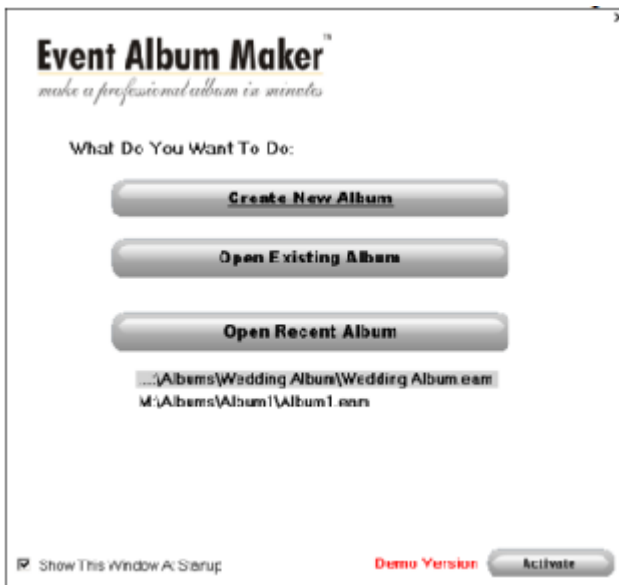 Event Album Maker™
make a professional album in minutes
What Do You Want To Do:
Create New Album
Open Existing Album
Open Recent Album
...:\Albums\Wedding Album\Wedding Album.eam
M:\Albums\Album1\Album1.eam
Show This Window At Startup
Demo Version
Activate